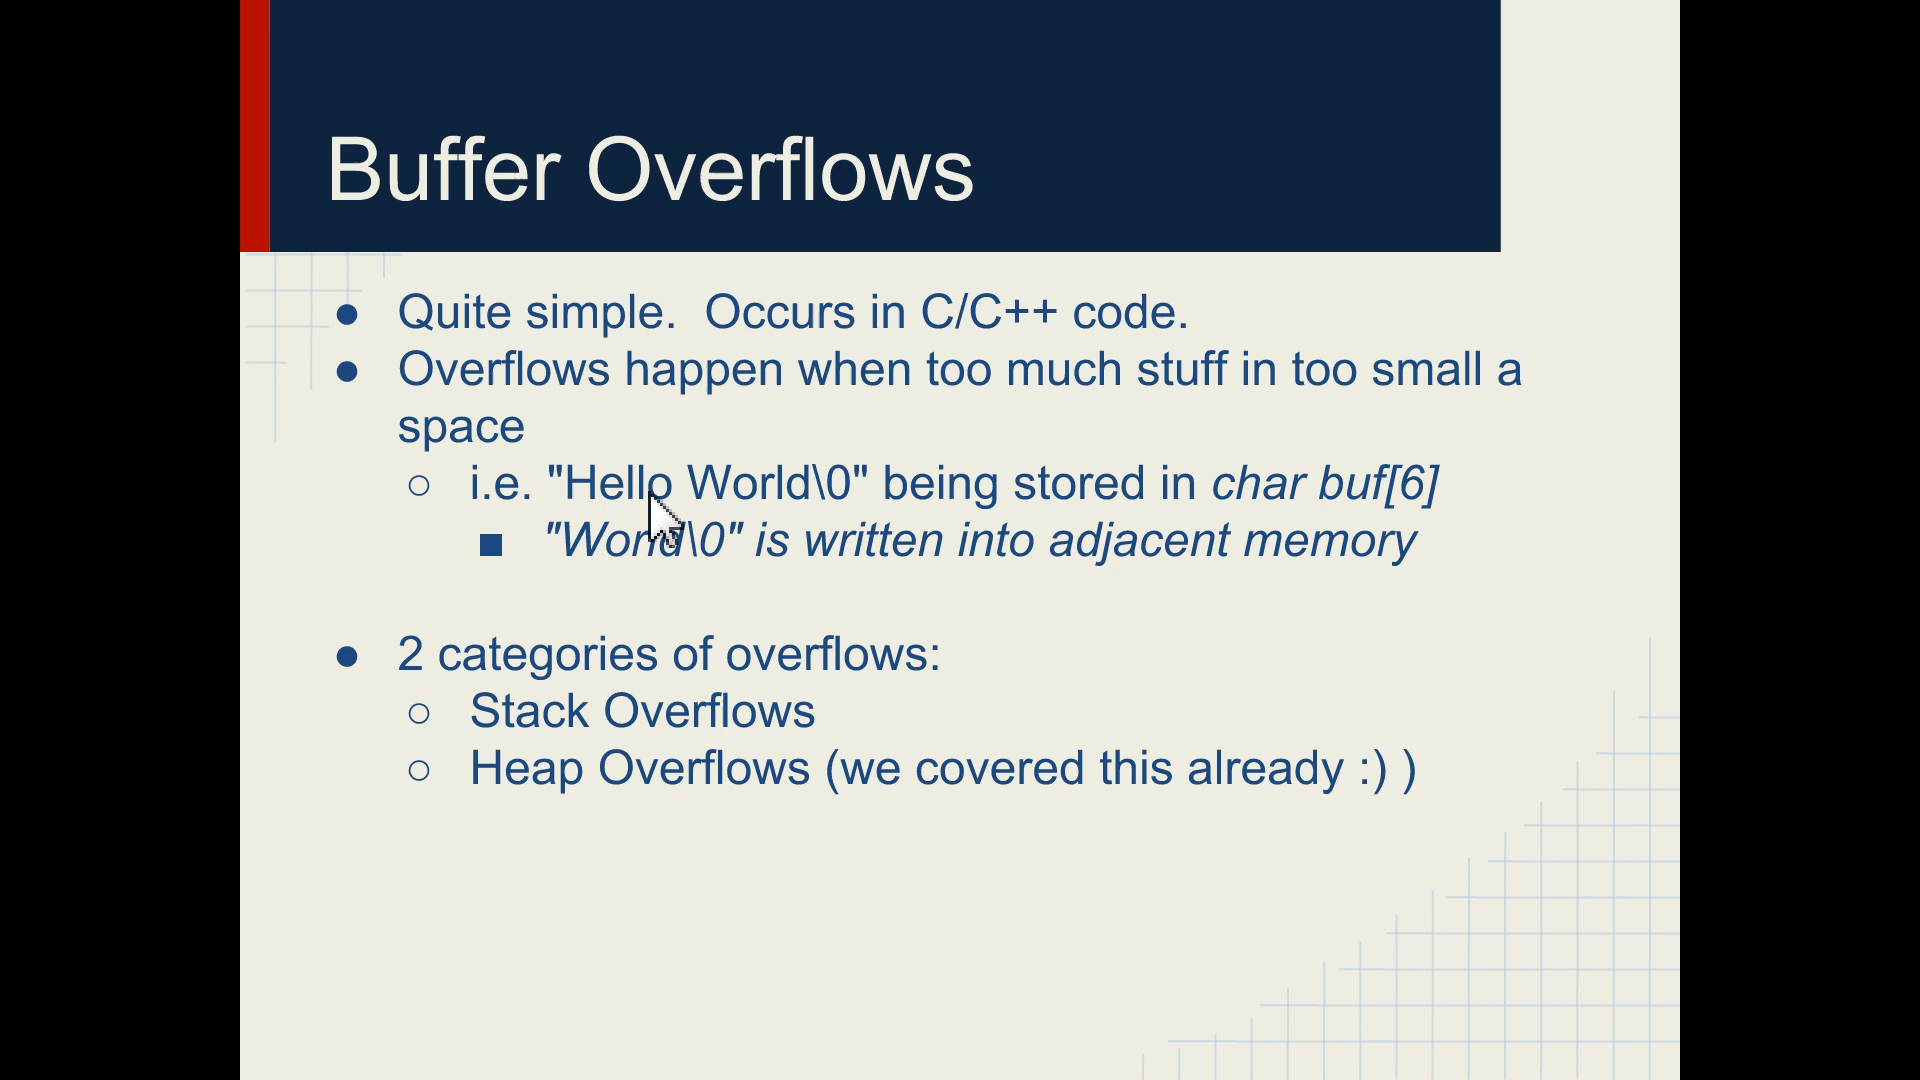 Buffer Overflows
● Quite simple.  Occurs in C/C++ code.
● Overflows happen when too much stuff in too small a
space
○ i.e. "Hello World\0" being stored in char buf[6]
■ "World\0" is written into adjacent memory
● 2 categories of overflows:
○ Stack Overflows
○ Heap Overflows (we covered this already :) )